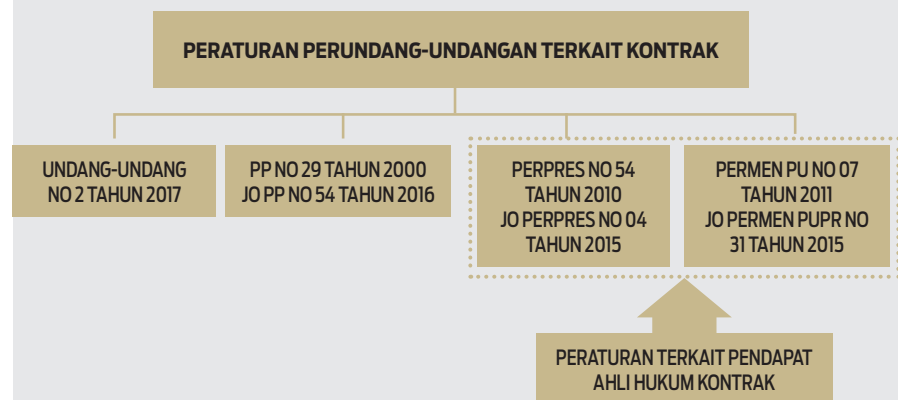 PERATURAN PERUNDANG-UNDANGAN TERKAIT KONTRAK
UNDANG-UNDANG
NO 2 TAHUN 2017
PP NO 29 TAHUN 2000
JO PP NO 54 TAHUN 2016
PERPRES NO 54
TAHUN 2010
JO PERPRES NO 04
TAHUN 2015
PERMEN PU NO 07
TAHUN 2011
JO PERMEN PUPR NO
31 TAHUN 2015
PERATURAN TERKAIT PENDAPAT
AHLI HUKUM KONTRAK